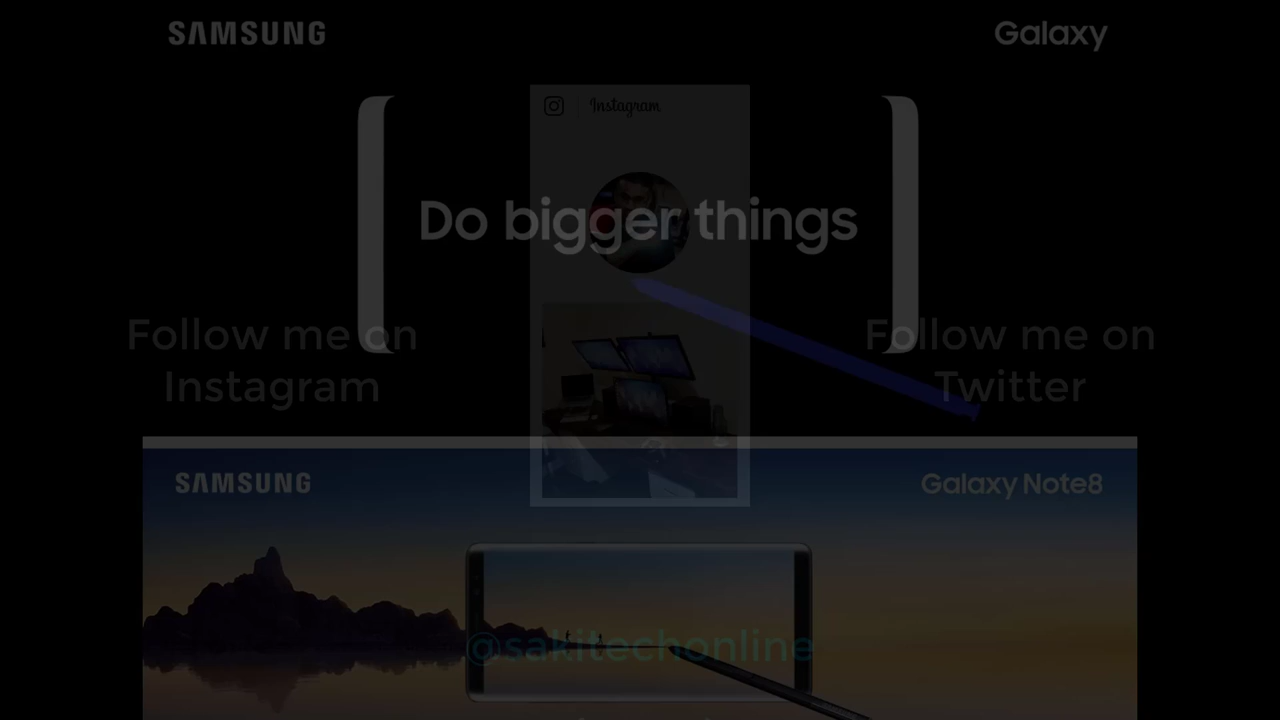 SAMSUNG
Galaxy
Instagram
Do bigger things
Follow me on
Instagram
Follow me on
Twitter
SAMSUNG
Galaxy Note8
@sakitechonline